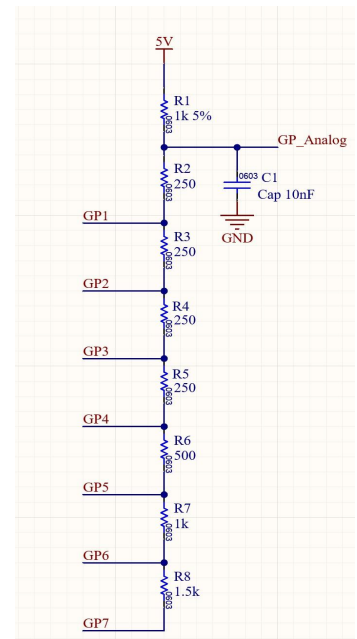 5V
R1
1k 5%
0603
GP_Analog
R2
250
0603
0603 C1
Cap 10nF
GND
GP1
R3
250
0603
GP2
R4
250
0603
GP3
R5
250
0603
GP4
R6
500
0603
GP5
R7
1k
0603
GP6
R8
1.5k
0603
GP7